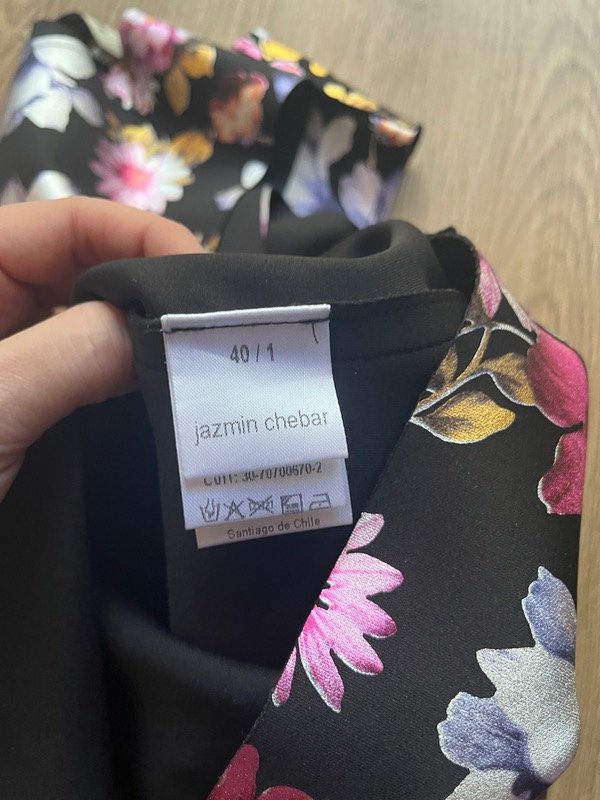 40 / 1
jazmin chebar
CUIT: 30-70700670-2
Santiago de Chile